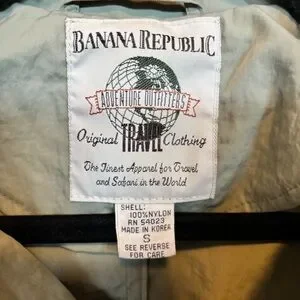 BANANA REPUBLIC
ADVENTURE OUTFITTERS
Original TRAVEL Clothing
The Finest Apparel for Travel
and Safari in the World
SHELL:
100%NYLON
RN 54023
MADE IN KOREA
S
SEE REVERSE
FOR CARE